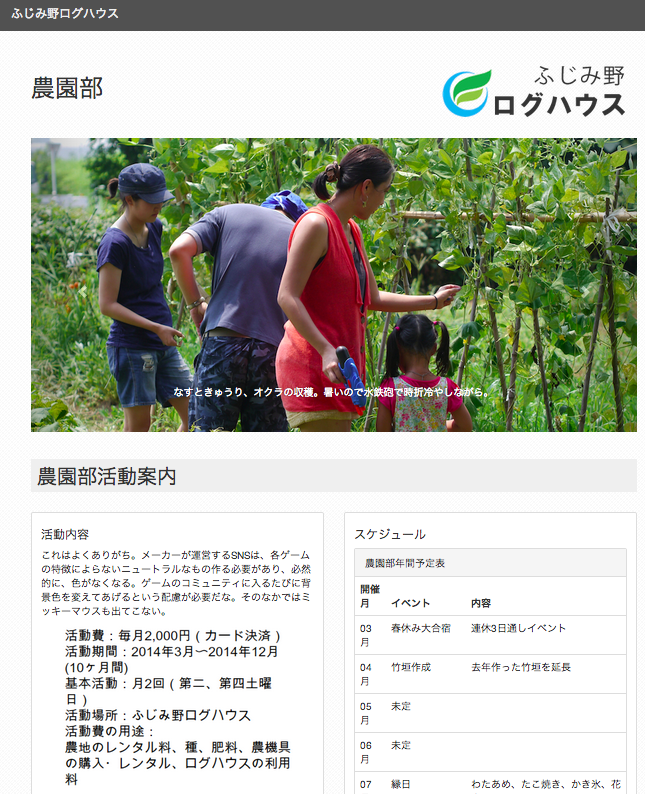 ふじみ野ログハウス
農園部
ふじみ野
ログハウス
なすときゅうり、オクラの収穫。暑いので水鉄砲で時折冷やしながら。
農園部活動案内
活動内容
これはよくありがち。メーカーが運営するSNSは、各ゲーム
の特徴によらないニュートラルなもの作る必要があり、必然
的に、色がなくなる。ゲームのコミュニティに入るたびに背
景色を変えてあげるという配慮が必要だな。そのなかではミ
ッキーマウスも出てこない。
活動費：毎月2,000円（カード決済）
活動期間：2014年3月〜2014年12月
(10ヶ月間)
基本活動：月2回（第二、第四土曜
日）
活動場所：ふじみ野ログハウス
活動費の用途：
農地のレンタル料、種、肥料、農機具
の購入・レンタル、ログハウスの利用
料
スケジュール
農園部年間予定表
開催
月 イベント 内容
03
月 春休み大合宿 連休3日通しイベント
04
月 竹垣作成 去年作った竹垣を延長
05
月 未定
06
月 未定
07 縁日 わたあめ、たこ焼き、かき氷、花